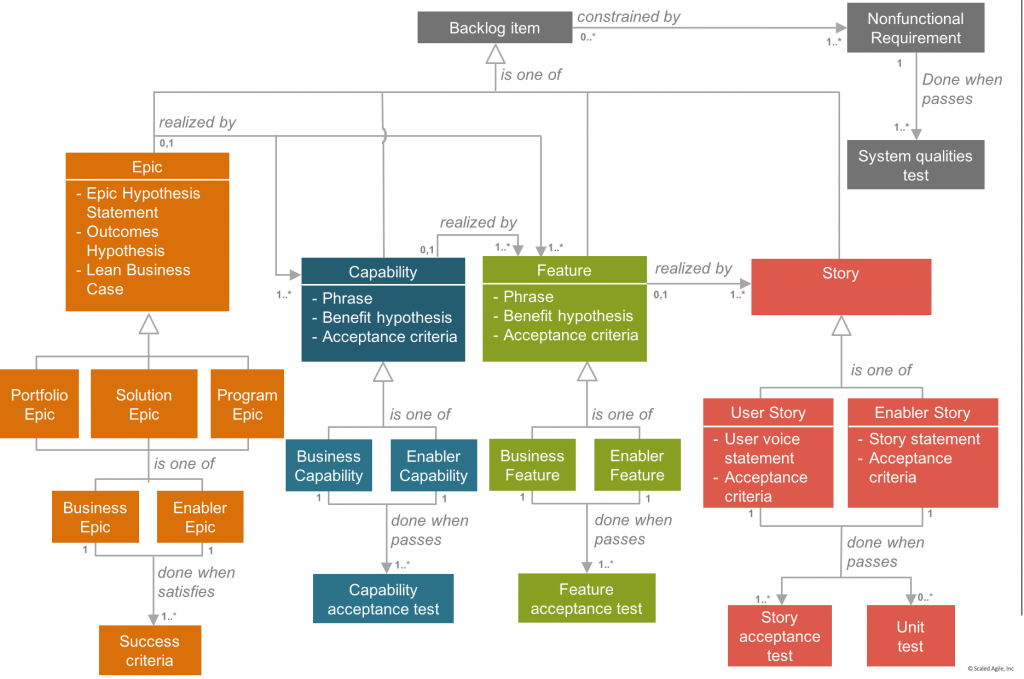 Backlog item
constrained by
0..*
1..*
Nonfunctional
Requirement
1
Done when
passes
1..*
System qualities
test
is one of
realized by
0,1
Epic
- Epic Hypothesis
Statement
- Outcomes
Hypothesis
- Lean Business
Case
1..*
realized by
0,1
1..*
1..*
Capability
- Phrase
- Benefit hypothesis
- Acceptance criteria
Feature
- Phrase
- Benefit hypothesis
- Acceptance criteria
realized by
0,1
1..*
Story
Portfolio
Epic
Solution
Epic
Program
Epic
is one of
Business
Epic
Enabler
Epic
1
1
done when
satisfies
1..*
Success
criteria
is one of
Business
Capability
Enabler
Capability
1
1
done when
passes
1..*
Capability
acceptance test
is one of
Business
Feature
Enabler
Feature
1
1
done when
passes
1..*
Feature
acceptance test
is one of
User Story
- User voice
statement
- Acceptance
criteria
Enabler Story
- Story statement
- Acceptance
criteria
1
1
done when
passes
1..*
0..*
Story
acceptance
test
Unit
test
© Scaled Agile, Inc